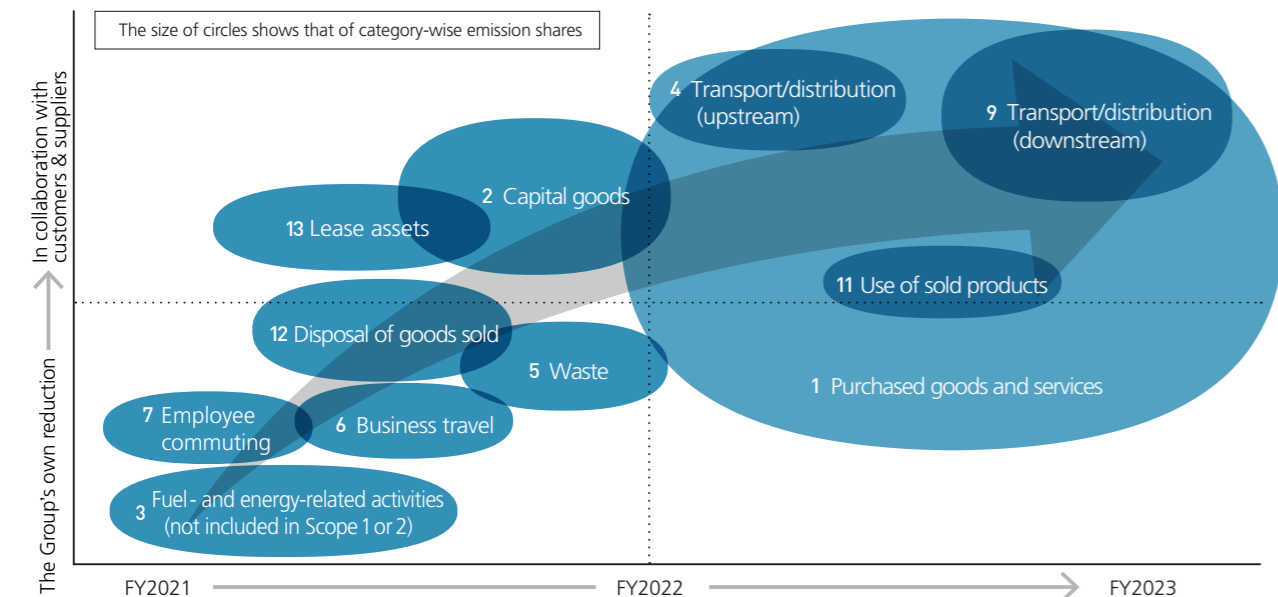 The size of circles shows that of category-wise emission shares
In collaboration with
customers & suppliers
The Group's own reduction
4 Transport/distribution
(upstream)
9 Transport/distribution
(downstream)
2 Capital goods
13 Lease assets
11 Use of sold products
12 Disposal of goods sold
5 Waste
1 Purchased goods and services
7 Employee
commuting
6 Business travel
3 Fuel- and energy-related activities
(not included in Scope 1 or 2)
FY2021
FY2022
FY2023